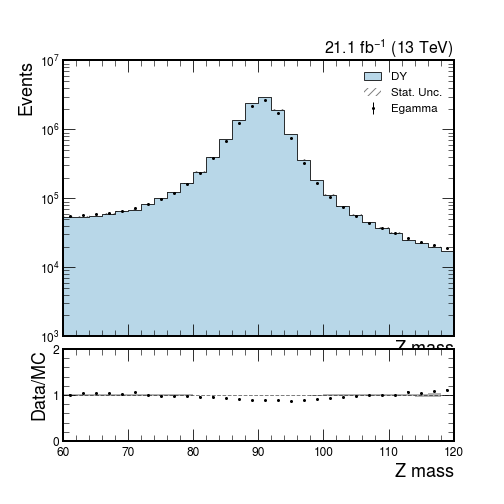 21.1 fb⁻¹ (13 TeV)
Events
10⁷
10⁶
10⁵
10⁴
10³
DY
Stat. Unc.
Egamma
Z mass
Data/MC
2
1
0
60 70 80 90 100 110 120
Z mass